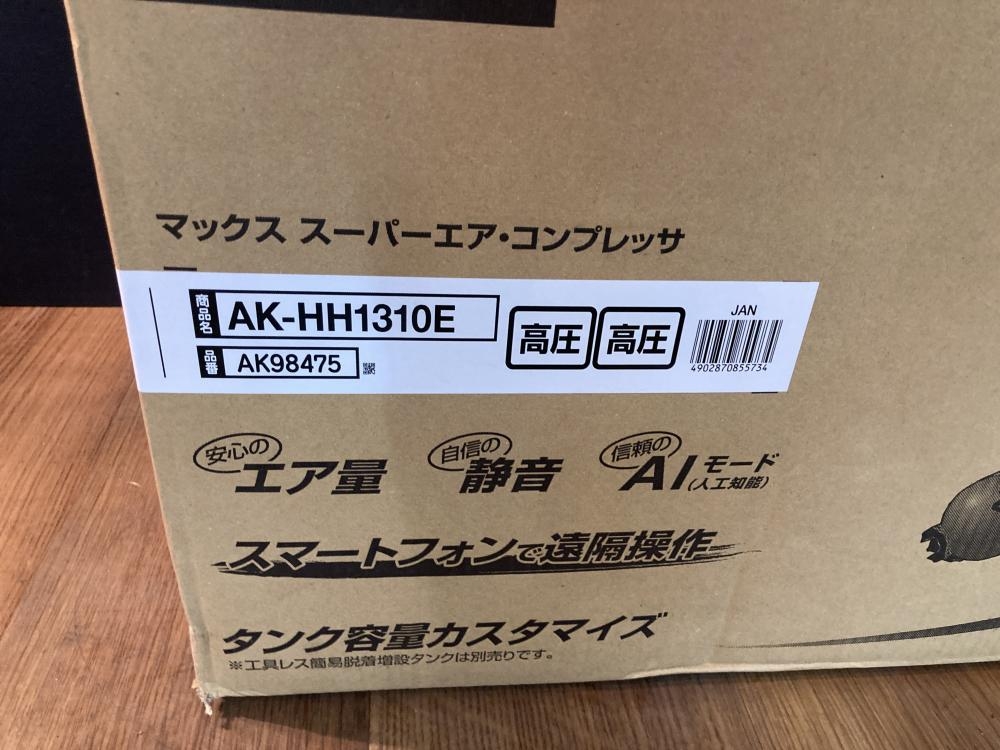 マックス スーパーエア・コンプレッサ
商品名 AK-HH1310E
品番 AK98475
高圧 高圧
JAN
4902870855734
安心の エア量 自信の 静音 信頼の AIモード (人工知能)
スマートフォンで遠隔操作
タンク容量カスタマイズ
※工具レス簡易脱着増設タンクは別売りです。